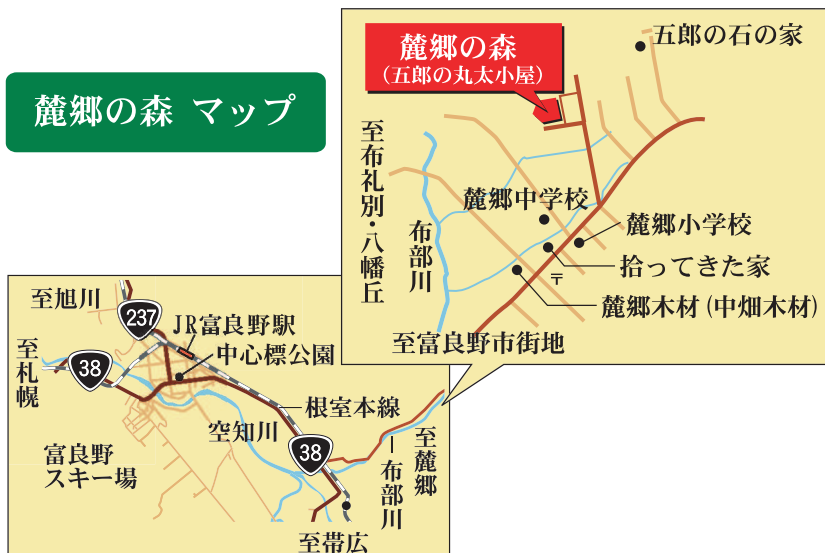 麓郷の森 マップ
麓郷の森
(五郎の丸太小屋)
五郎の石の家
至布礼別・八幡丘
布部川
麓郷中学校
麓郷小学校
拾ってきた家
〒
麓郷木材(中畑木材)
至富良野市街地
至旭川
237
JR富良野駅
中心標公園
至札幌
38
根室本線
空知川
38
富良野
スキー場
布部川
至麓郷
至帯広